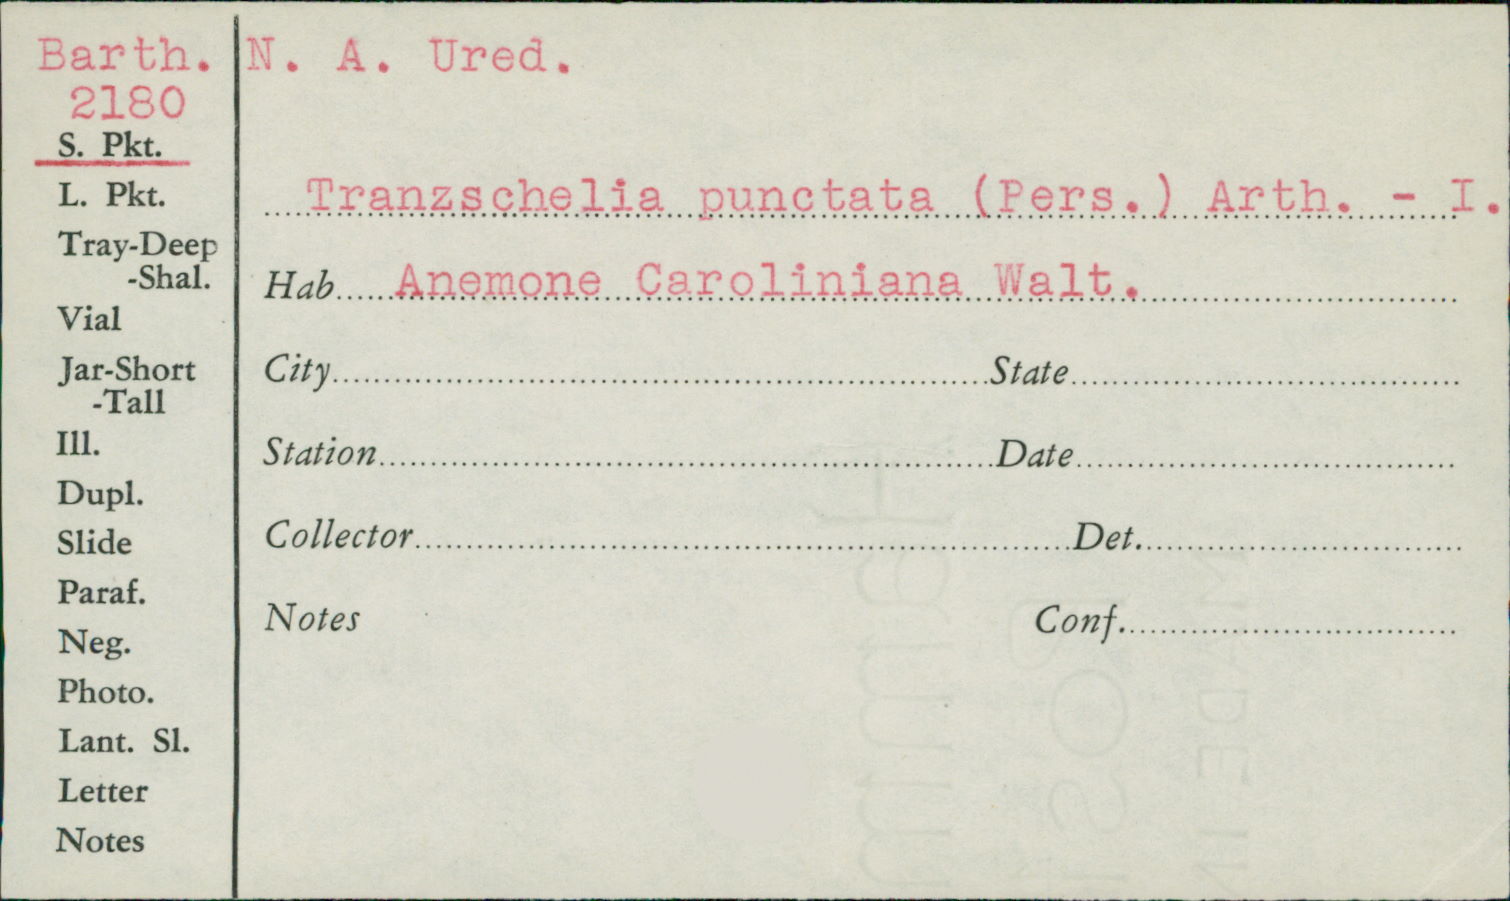 Barth. N. A. Ured.
2180
S. Pkt.
L. Pkt.
Tranzschelia punctata (Pers.) Arth. - I.
Tray-Deep
-Shal.
Hab. Anemone Caroliniana Walt.
Vial
Jar-Short
-Tall
City State
Ill.
Station Date
Dupl.
Slide
Collector Det.
Paraf.
Neg.
Notes Conf.
Photo.
Lant. Sl.
Letter
Notes